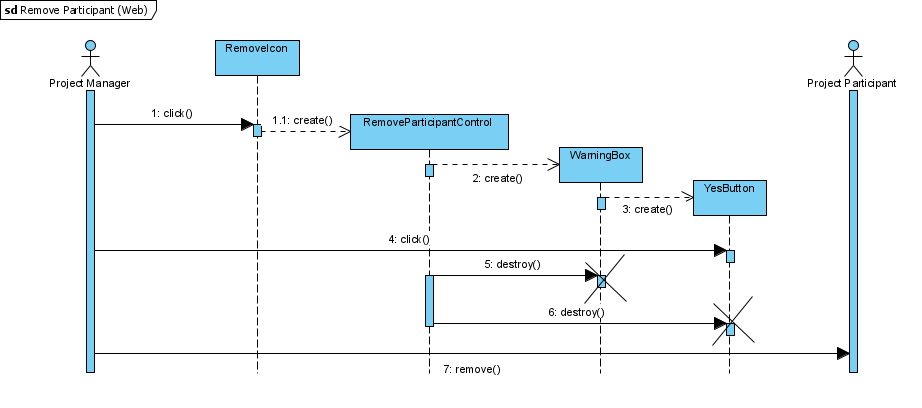 sd Remove Participant (Web)
RemoveIcon
Project Manager
Project Participant
1: click()
1.1: create()
RemoveParticipantControl
WarningBox
2: create()
YesButton
3: create()
4: click()
5: destroy()
6: destroy()
7: remove()